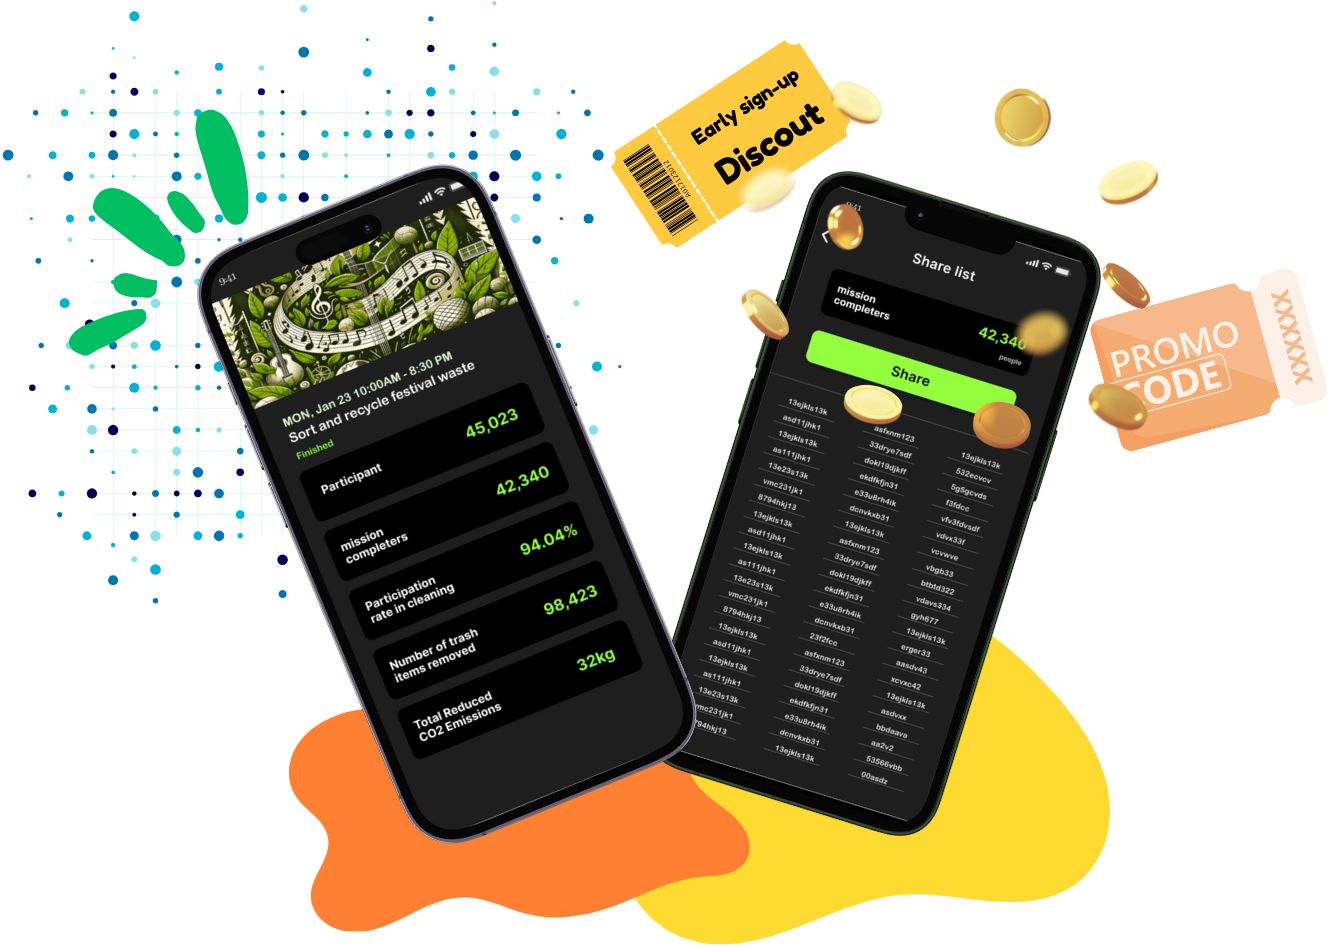 Early sign-up
Discout
A012123012
9:41
MON, Jan 23 10:00AM - 8:30 PM
Sort and recycle festival waste
Finished
Participant
45,023
mission
completers
42,340
Participation
rate in cleaning
94.04%
Number of trash
items removed
98,423
Total Reduced
CO2 Emissions
32kg
Share list
mission
completers
42,340
people
Share
13ejkls13k
asd11jhk1
13ejkls13k
as111jhk1
13e23s13k
vmc231jk1
8794hkj13
13ejkls13k
asd11jhk1
13ejkls13k
as111jhk1
13e23s13k
vmc231jk1
8794hkj13
13ejkls13k
asd11jhk1
13ejkls13k
as111jhk1
13e23s13k
asfxnm123
33drye7sdf
dokl19djkff
ekdfkfjn31
e33u8rh4ik
dcnvkxb31
13ejkls13k
asfxnm123
33drye7sdf
dokl19djkff
ekdfkfjn31
e33u8rh4ik
dcnvkxb31
23f2fcc
asfxnm123
33drye7sdf
dokl19djkff
ekdfkfjn31
e33u8rh4ik
dcnvkxb31
13ejkls13k
13ejkls13k
532ecvcv
5g5gcvds
f3fdcc
vfv3fdvsdf
vdvx33f
vcvwve
vbgb33
btbtd322
vdavs334
gyh677
13ejkls13k
erger33
aasdv43
xcvxc42
13ejkls13k
asdvxx
bbdaava
aa2v2
53566vbb
00asdz
PROMO
CODE
XXXXXX